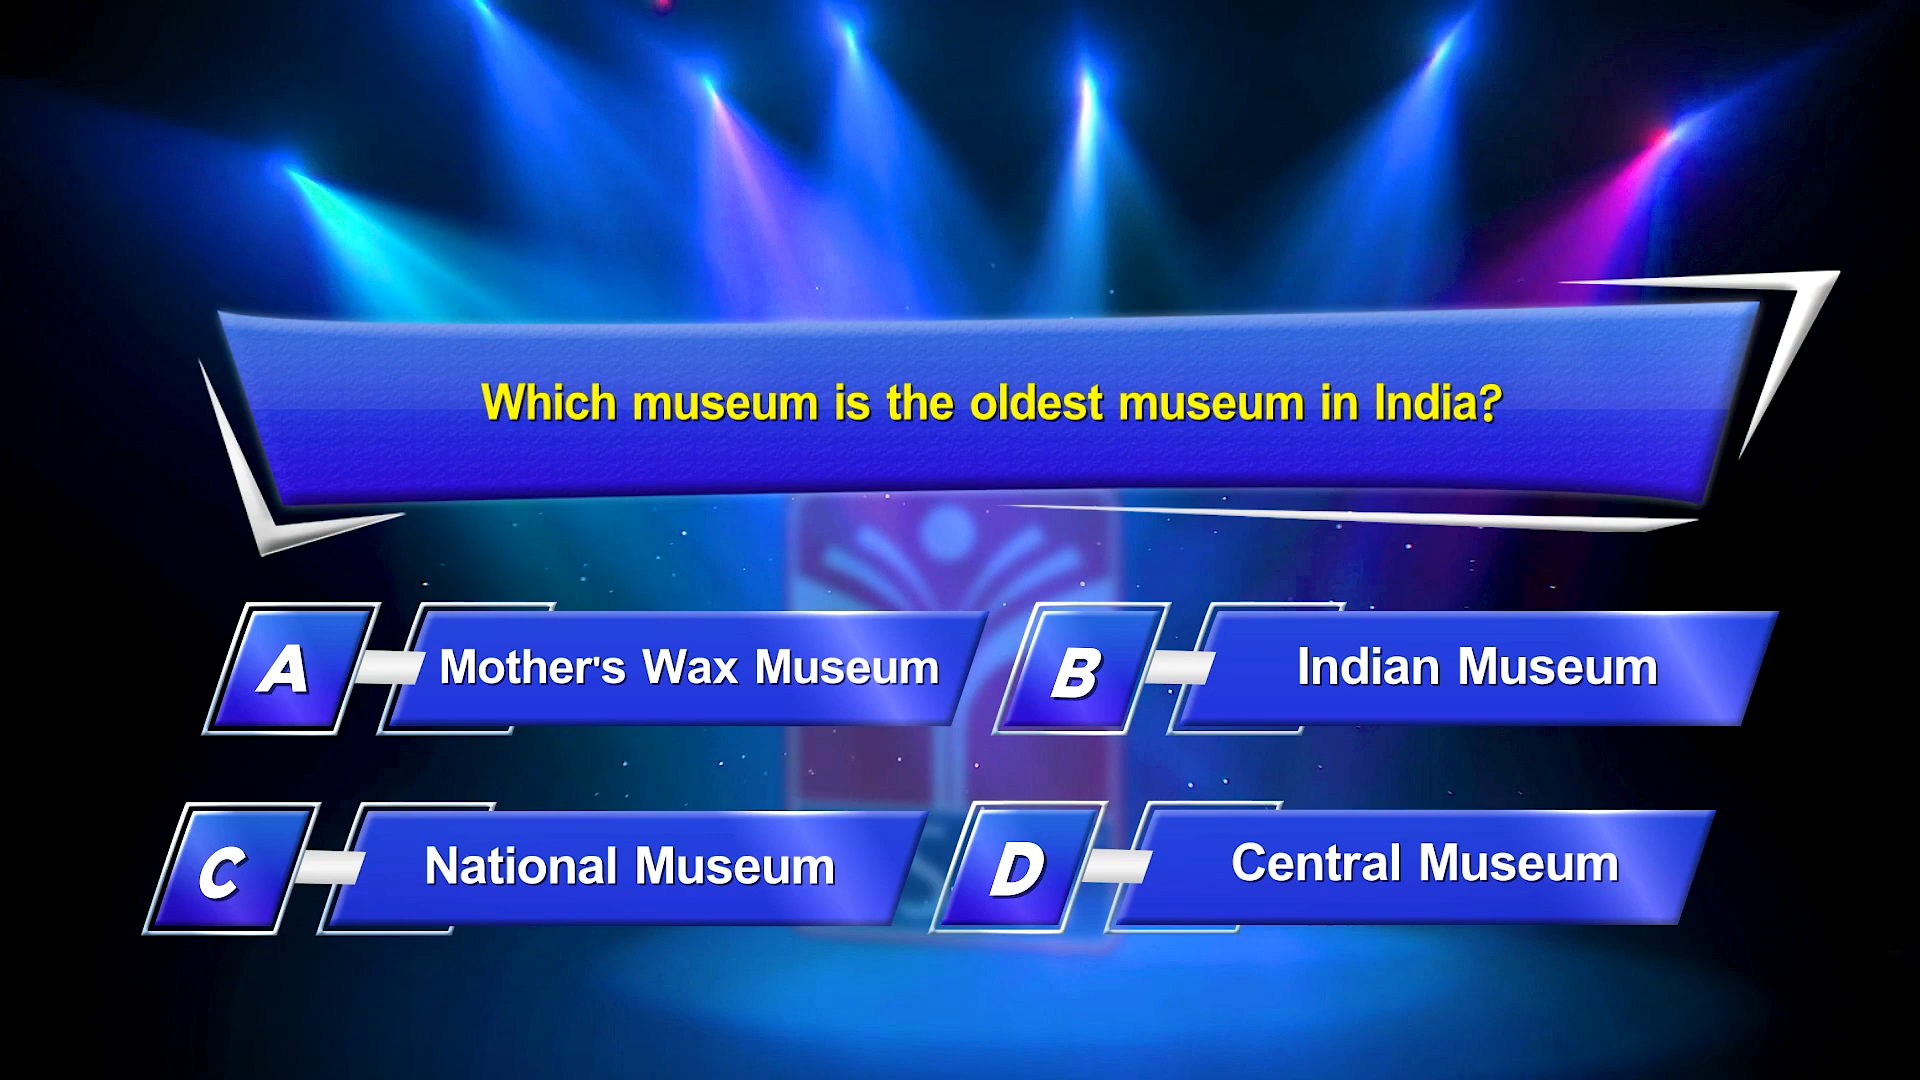 Which museum is the oldest museum in India?
A Mother's Wax Museum
B Indian Museum
C National Museum
D Central Museum